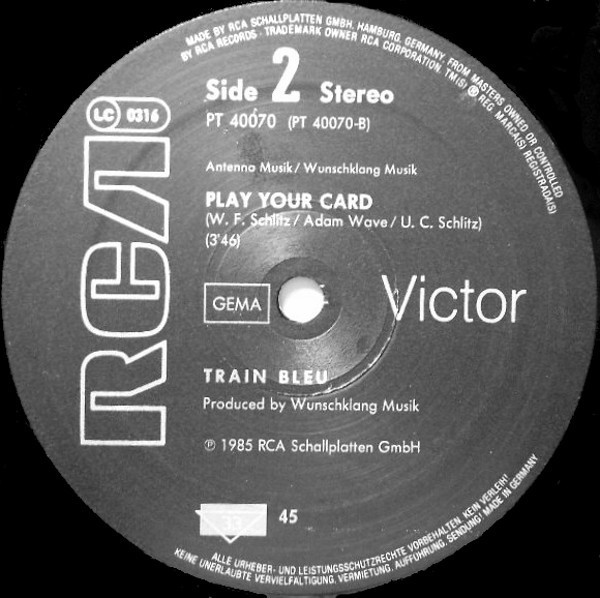 MADE BY RCA SCHALLPLATTEN GMBH, HAMBURG, GERMANY, FROM MASTERS OWNED OR CONTROLLED
BY RCA RECORDS · TRADEMARK OWNER RCA CORPORATION, TM(S) ® REG. MARCA(S) REGISTRADA(S)
Side 2 Stereo
PT 40070 (PT 40070-B)
LC 0316
RCA
Antenna Musik/Wunschklang Musik
PLAY YOUR CARD
(W. F. Schlitz/Adam Wave/U. C. Schlitz)
(3'46)
GEMA
Victor
TRAIN BLEU
Produced by Wunschklang Musik
℗ 1985 RCA Schallplatten GmbH
33 45
ALLE URHEBER- UND LEISTUNGSSCHUTZRECHTE VORBEHALTEN. KEIN VERLEIH!
KEINE UNERLAUBTE VERVIELFÄLTIGUNG, VERMIETUNG, AUFFÜHRUNG, SENDUNG! MADE IN GERMANY